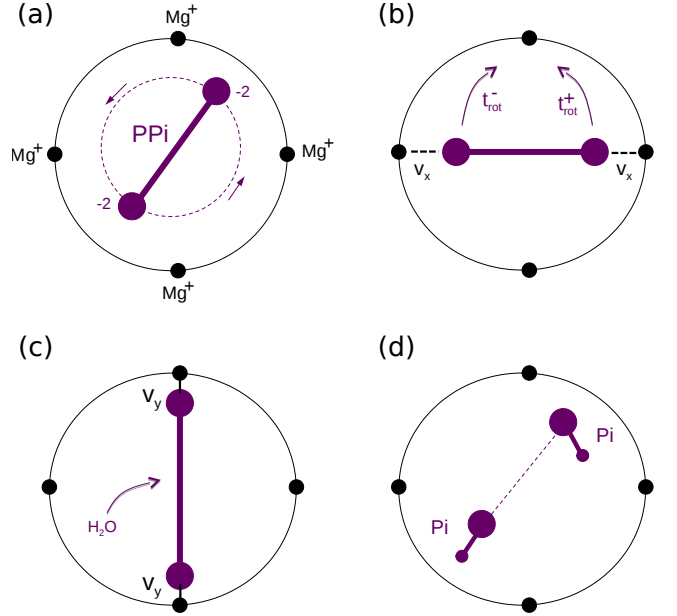 (a)
Mg+
-2
PPi
Mg+
Mg+
-2
Mg+
(b)
t-rot
t+rot
vx
vx
(c)
vy
H2O
vy
(d)
Pi
Pi